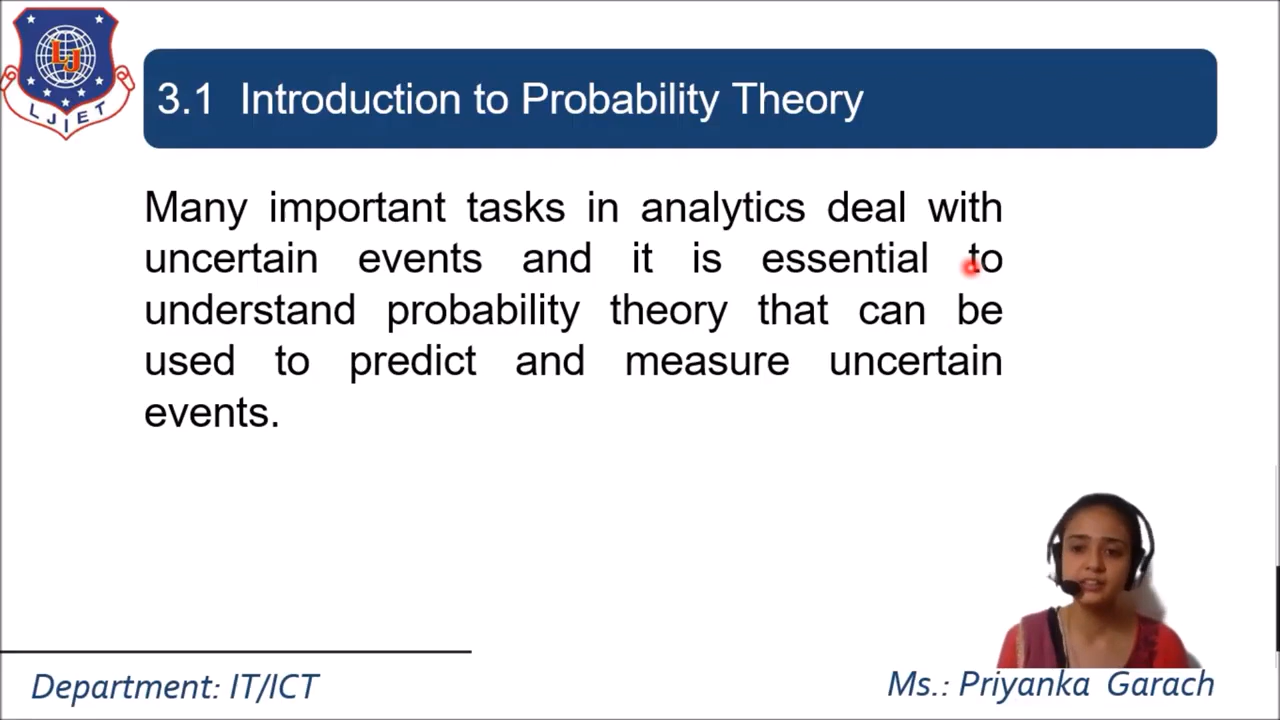 LJ
LJIET
3.1 Introduction to Probability Theory
Many important tasks in analytics deal with
uncertain events and it is essential to
understand probability theory that can be
used to predict and measure uncertain
events.
Department: IT/ICT
Ms.: Priyanka Garach